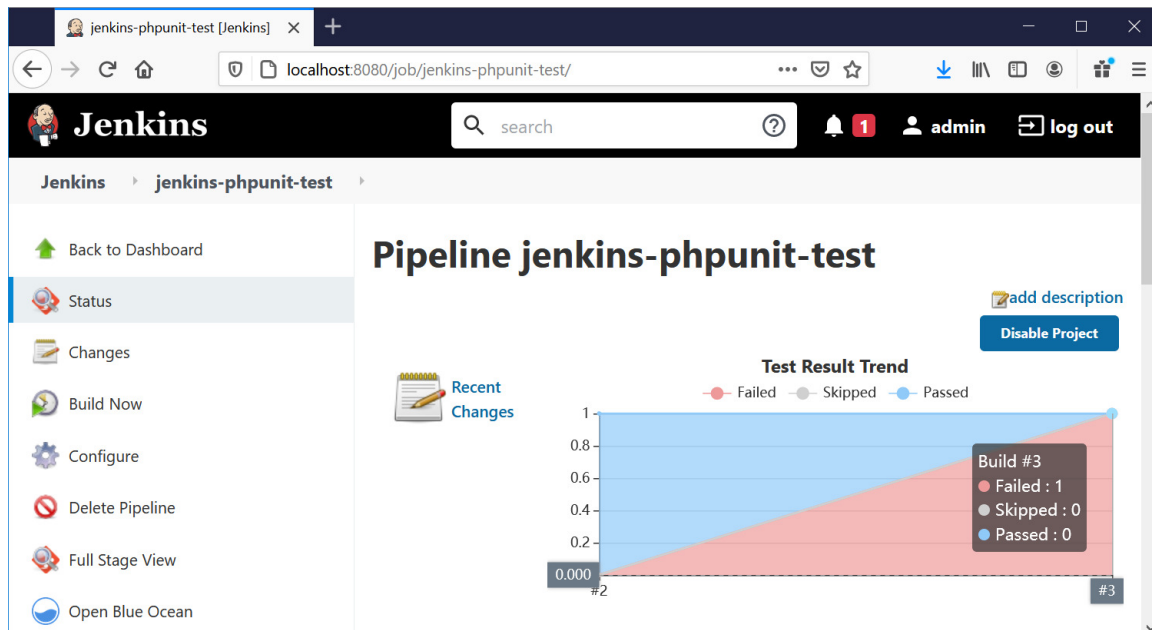 jenkins-phpunit-test [Jenkins]
localhost:8080/job/jenkins-phpunit-test/
Jenkins
search
1
admin
log out
Jenkins
jenkins-phpunit-test
Back to Dashboard
Status
Changes
Build Now
Configure
Delete Pipeline
Full Stage View
Open Blue Ocean
Pipeline jenkins-phpunit-test
add description
Disable Project
Recent
Changes
Test Result Trend
Failed Skipped Passed
1
0.8
0.6
0.4
0.2
0.000
#2
#3
Build #3
Failed : 1
Skipped : 0
Passed : 0